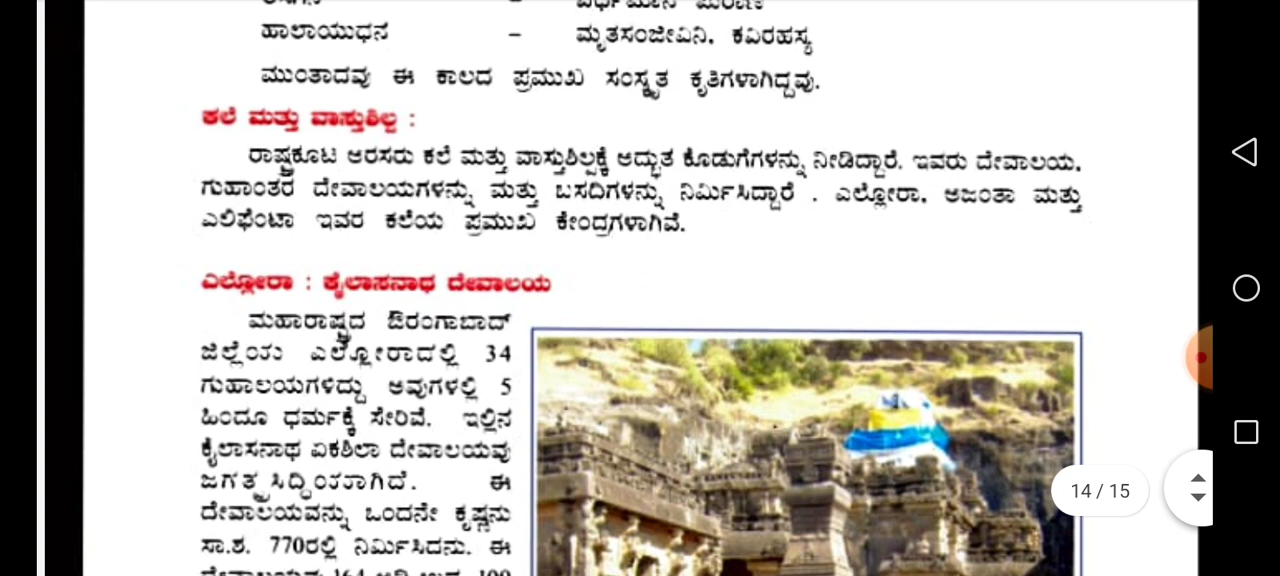 ಹಾಲಾಯುಧನ – ಮೃತಸಂಜೀವಿನಿ, ಕವಿರಹಸ್ಯ
ಮುಂತಾದವು ಈ ಕಾಲದ ಪ್ರಮುಖ ಸಂಸ್ಕೃತ ಕೃತಿಗಳಾಗಿದ್ದವು.
ಕಲೆ ಮತ್ತು ವಾಸ್ತುಶಿಲ್ಪ :
ರಾಷ್ಟ್ರಕೂಟ ಅರಸರು ಕಲೆ ಮತ್ತು ವಾಸ್ತುಶಿಲ್ಪಕ್ಕೆ ಅದ್ಭುತ ಕೊಡುಗೆಗಳನ್ನು ನೀಡಿದ್ದಾರೆ. ಇವರು ದೇವಾಲಯ,
ಗುಹಾಂತರ ದೇವಾಲಯಗಳನ್ನು ಮತ್ತು ಬಸದಿಗಳನ್ನು ನಿರ್ಮಿಸಿದ್ದಾರೆ . ಎಲ್ಲೋರಾ, ಅಜಂತಾ ಮತ್ತು
ಎಲಿಫೆಂಟಾ ಇವರ ಕಲೆಯ ಪ್ರಮುಖ ಕೇಂದ್ರಗಳಾಗಿವೆ.
ಎಲ್ಲೋರಾ : ಕೈಲಾಸನಾಥ ದೇವಾಲಯ
ಮಹಾರಾಷ್ಟ್ರದ ಔರಂಗಾಬಾದ್
ಜಿಲ್ಲೆಯ ಎಲ್ಲೋರಾದಲ್ಲಿ 34
ಗುಹಾಲಯಗಳಿದ್ದು ಅವುಗಳಲ್ಲಿ 5
ಹಿಂದೂ ಧರ್ಮಕ್ಕೆ ಸೇರಿವೆ. ಇಲ್ಲಿನ
ಕೈಲಾಸನಾಥ ಏಕಶಿಲಾ ದೇವಾಲಯವು
ಜಗತ್ಪ್ರಸಿದ್ಧಿಯಾಗಿದೆ. ಈ
ದೇವಾಲಯವನ್ನು ಒಂದನೇ ಕೃಷ್ಣನು
ಸಾ.ಶ. 770ರಲ್ಲಿ ನಿರ್ಮಿಸಿದನು. ಈ
14 / 15